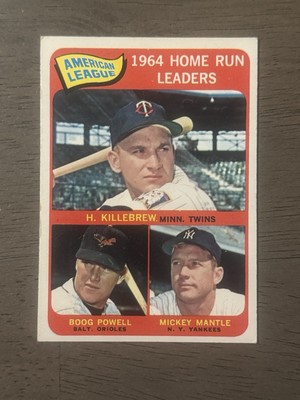 AMERICAN
LEAGUE
1964 HOME RUN
LEADERS
H. KILLEBREW MINN. TWINS
BOOG POWELL
BALT. ORIOLES
MICKEY MANTLE
N. Y. YANKEES